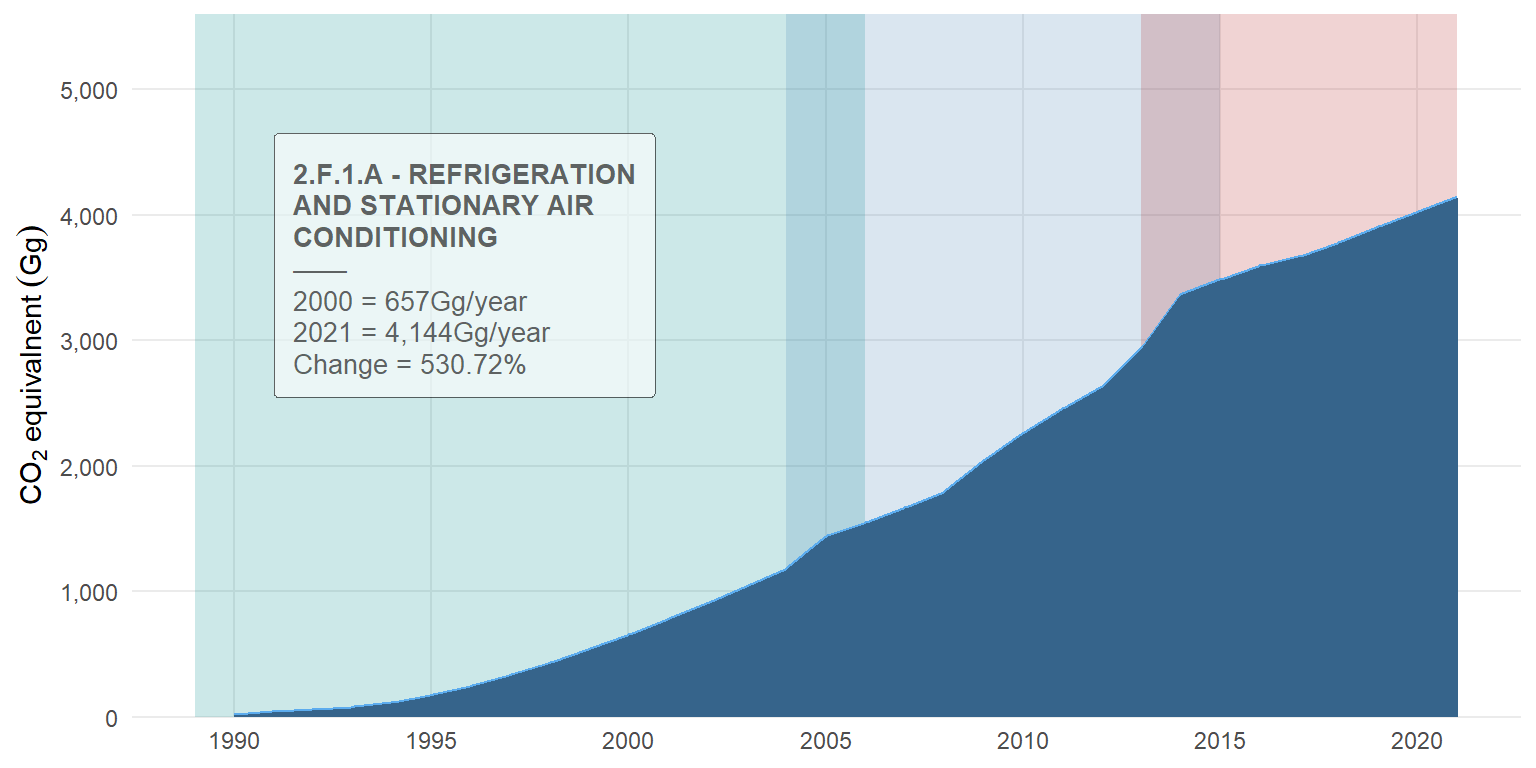 5,000
4,000
3,000
2,000
1,000
0
CO₂ equivalnent (Gg)
2.F.1.A - REFRIGERATION
AND STATIONARY AIR
CONDITIONING
2000 = 657Gg/year
2021 = 4,144Gg/year
Change = 530.72%
1990 1995 2000 2005 2010 2015 2020